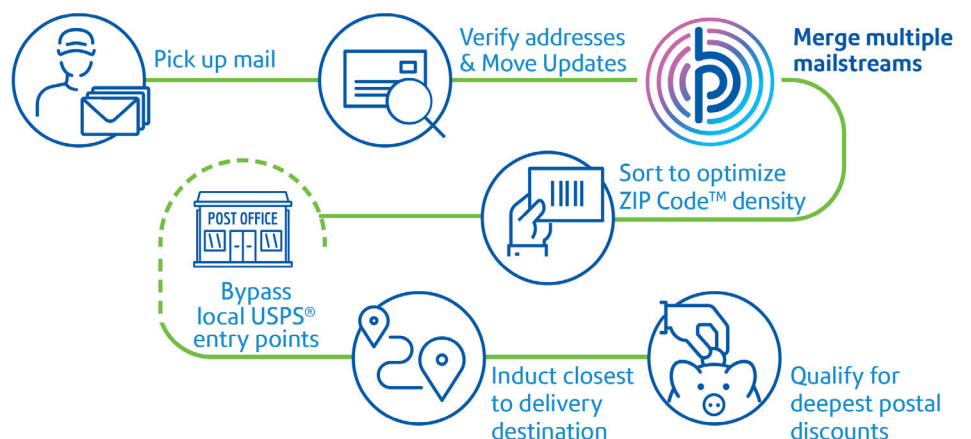 Pick up mail
Verify addresses
& Move Updates
Merge multiple
mailstreams
Sort to optimize
ZIP Code™ density
POST OFFICE
Bypass
local USPS®
entry points
Induct closest
to delivery
destination
Qualify for
deepest postal
discounts